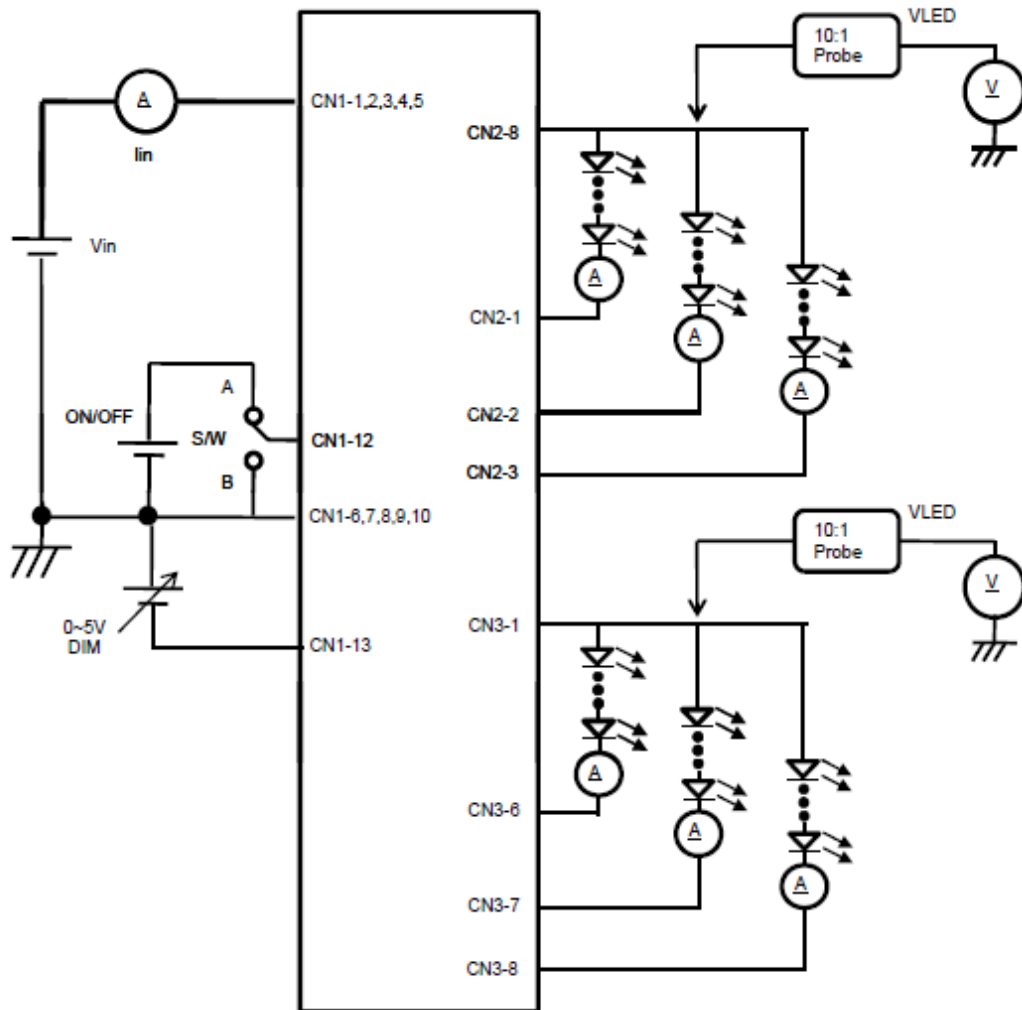 VLED
10:1
Probe
V
A
Iin
CN1-1,2,3,4,5
CN2-8
Vin
A
CN2-1
A
A
A
ON/OFF
S/W
CN1-12
CN2-2
B
CN2-3
CN1-6,7,8,9,10
VLED
10:1
Probe
V
0~5V
DIM
CN1-13
CN3-1
A
CN3-6
A
A
CN3-7
CN3-8